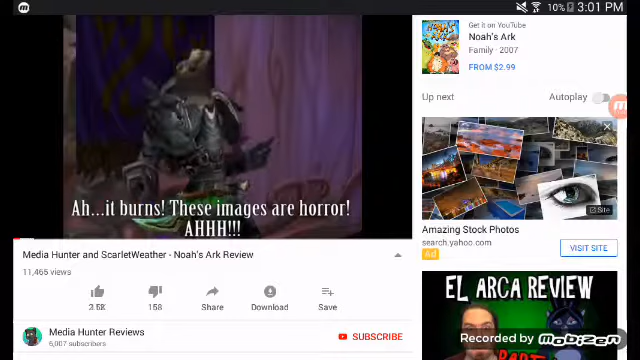 10% 3:01 PM
Ah...it burns! These images are horror!
AHHH!!!
Media Hunter and ScarletWeather - Noah's Ark Review
11,465 views
158
Share
Download
Save
Media Hunter Reviews
6,007 subscribers
SUBSCRIBE
Get it on YouTube
Noah's Ark
Family · 2007
FROM $2.99
Up next
Autoplay
Site
Amazing Stock Photos
search.yahoo.com
Ad
VISIT SITE
EL ARCA REVIEW
Recorded by mobizen